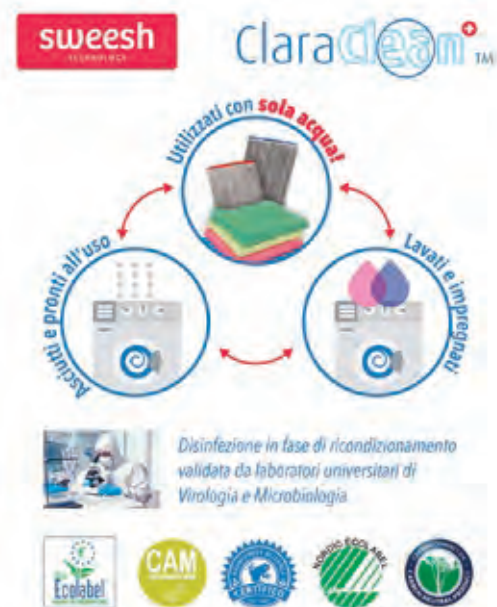 sweesh
TECHNOLOGY
ClaraClean
TM
Utilizzati con sola acqua!
Asciutti e pronti all'uso
Lavati e impregnati
Disinfezione in fase di ricondizionamento
validata da laboratori universitari di
Virologia e Microbiologia
Ecolabel
CAM
NORDIC ECOLABEL